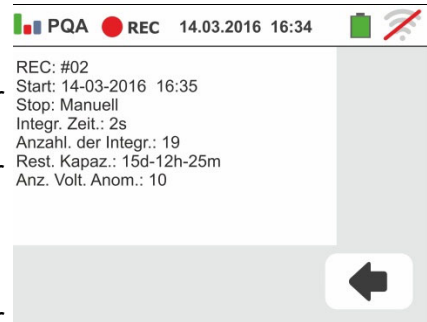 PQA REC 14.03.2016 16:34
REC: #02
Start: 14-03-2016 16:35
Stop: Manuell
Integr. Zeit.: 2s
Anzahl. der Integr.: 19
Rest. Kapaz.: 15d-12h-25m
Anz. Volt. Anom.: 10